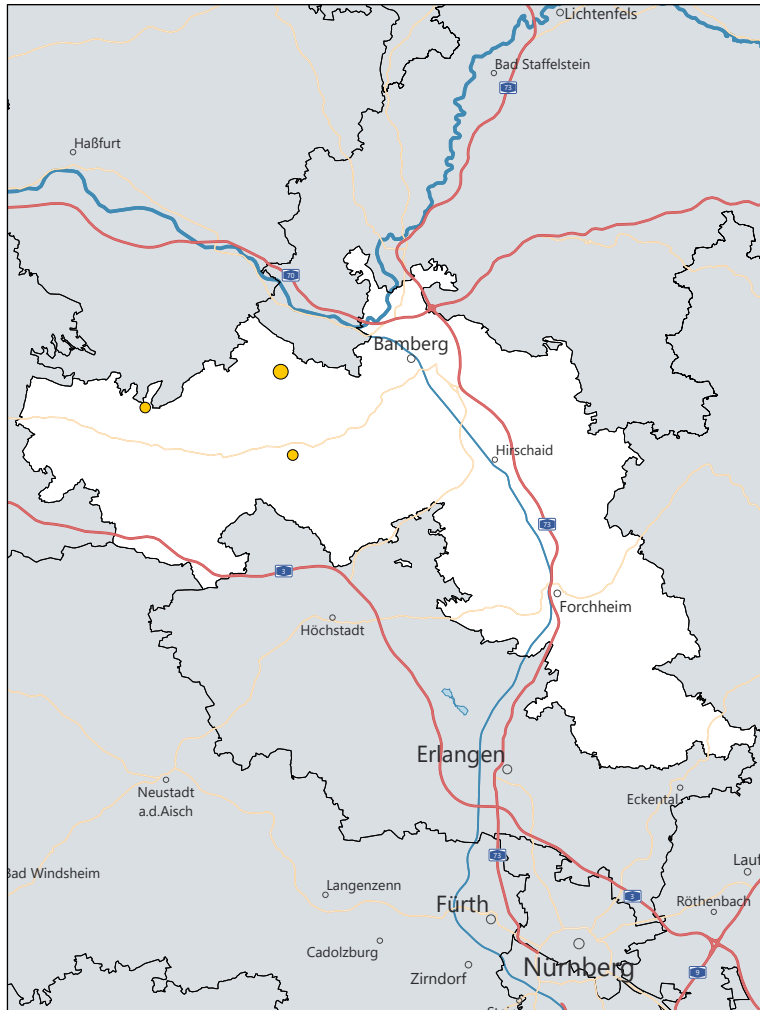 Lichtenfels
Bad Staffelstein
73
Haßfurt
70
Bamberg
Hirschaid
73
3
Forchheim
Höchstadt
Erlangen
Neustadt
a.d.Aisch
Eckental
73
Bad Windsheim
Lauf
Langenzenn
3
Röthenbach
Fürth
Cadolzburg
Nürnberg
Zirndorf
9